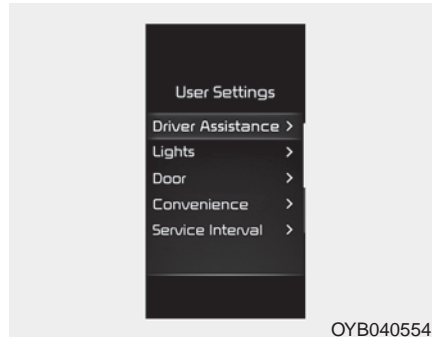 User Settings
Driver Assistance >
Lights >
Door >
Convenience >
Service Interval >
OYB040554